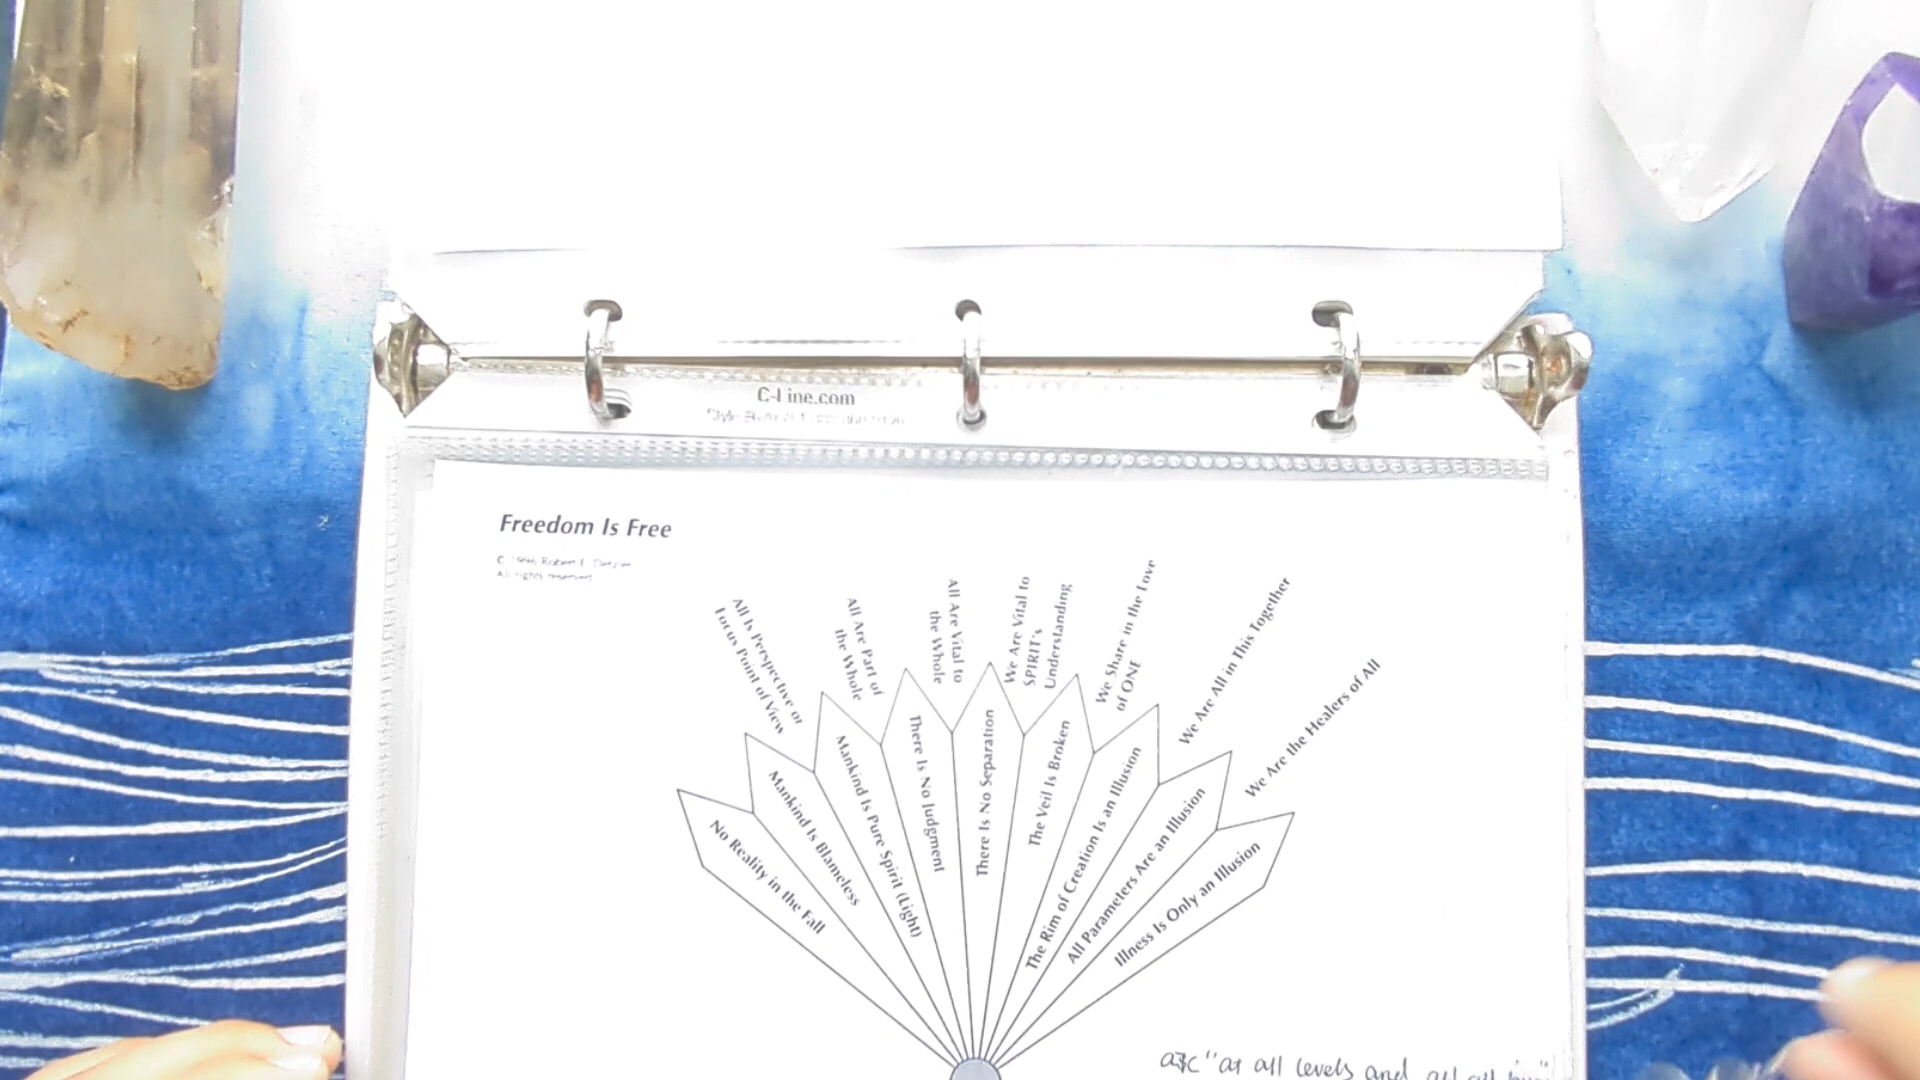 C-Line.com
Freedom Is Free
All rights reserved
All Is Perspective or
Focus Point of View
All Are Part of
the Whole
All Are Vital to
the Whole
We Are Vital to
SPIRIT's
Understanding
We Share in the Love
of ONE
We Are All in This Together
We Are the Healers of All
No Reality in the Fall
Mankind Is Blameless
Mankind Is Pure Spirit (Light)
There Is No Judgment
There Is No Separation
The Veil Is Broken
The Rim of Creation Is an Illusion
All Parameters Are an Illusion
Illness Is Only an Illusion
"at all levels and